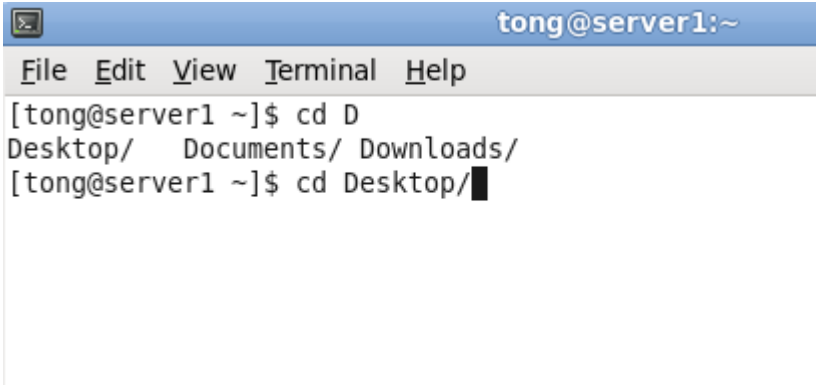 tong@server1:~
File Edit View Terminal Help
[tong@server1 ~]$ cd D
Desktop/   Documents/ Downloads/
[tong@server1 ~]$ cd Desktop/